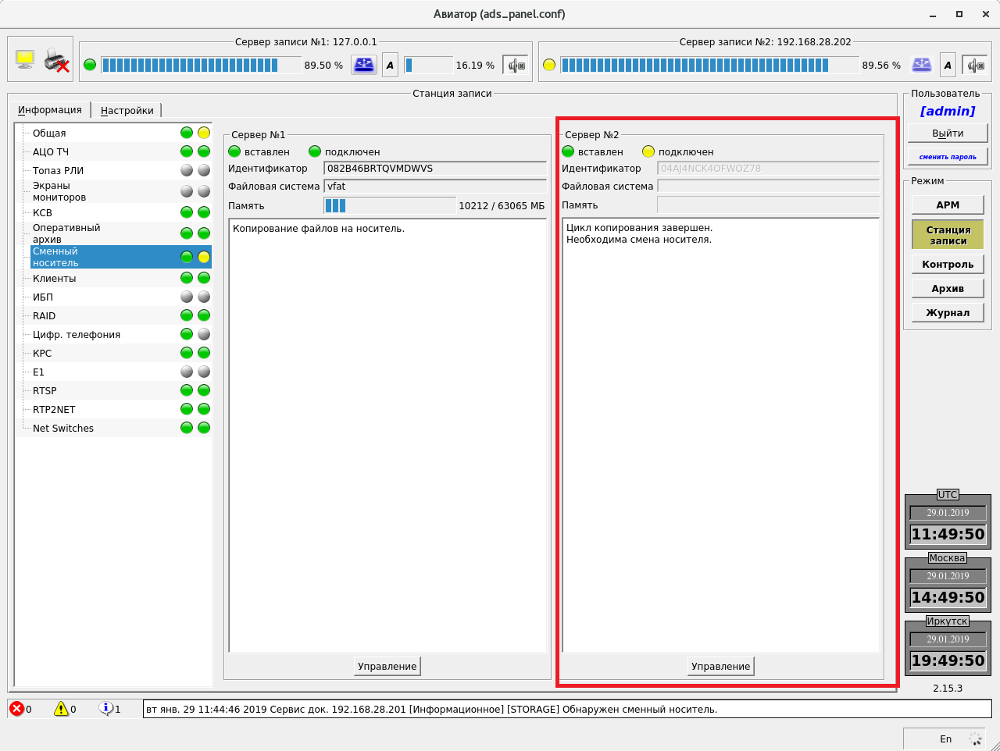 Авиатор (ads_panel.conf)
Сервер записи №1: 127.0.0.1
89.50 %
A
16.19 %
Сервер записи №2: 192.168.28.202
89.56 %
A
Станция записи
Информация
Настройки
Общая
АЦО ТЧ
Топаз РЛИ
Экраны
мониторов
КСВ
Оперативный
архив
Сменный
носитель
Клиенты
ИБП
RAID
Цифр. телефония
КРС
E1
RTSP
RTP2NET
Net Switches
Сервер №1
вставлен
подключен
Идентификатор
082B46BRTQVMDWVS
Файловая система
vfat
Память
10212 / 63065 МБ
Копирование файлов на носитель.
Управление
Сервер №2
вставлен
подключен
Идентификатор
04AJ4NCK4OFWOZ78
Файловая система
Память
Цикл копирования завершен.
Необходима смена носителя.
Управление
Пользователь
[admin]
Выйти
сменить пароль
Режим
АРМ
Станция
записи
Контроль
Архив
Журнал
UTC
29.01.2019
11:49:50
Москва
29.01.2019
14:49:50
Иркутск
29.01.2019
19:49:50
2.15.3
0
0
1
вт янв. 29 11:44:46 2019 Сервис док. 192.168.28.201 [Информационное] [STORAGE] Обнаружен сменный носитель.
En